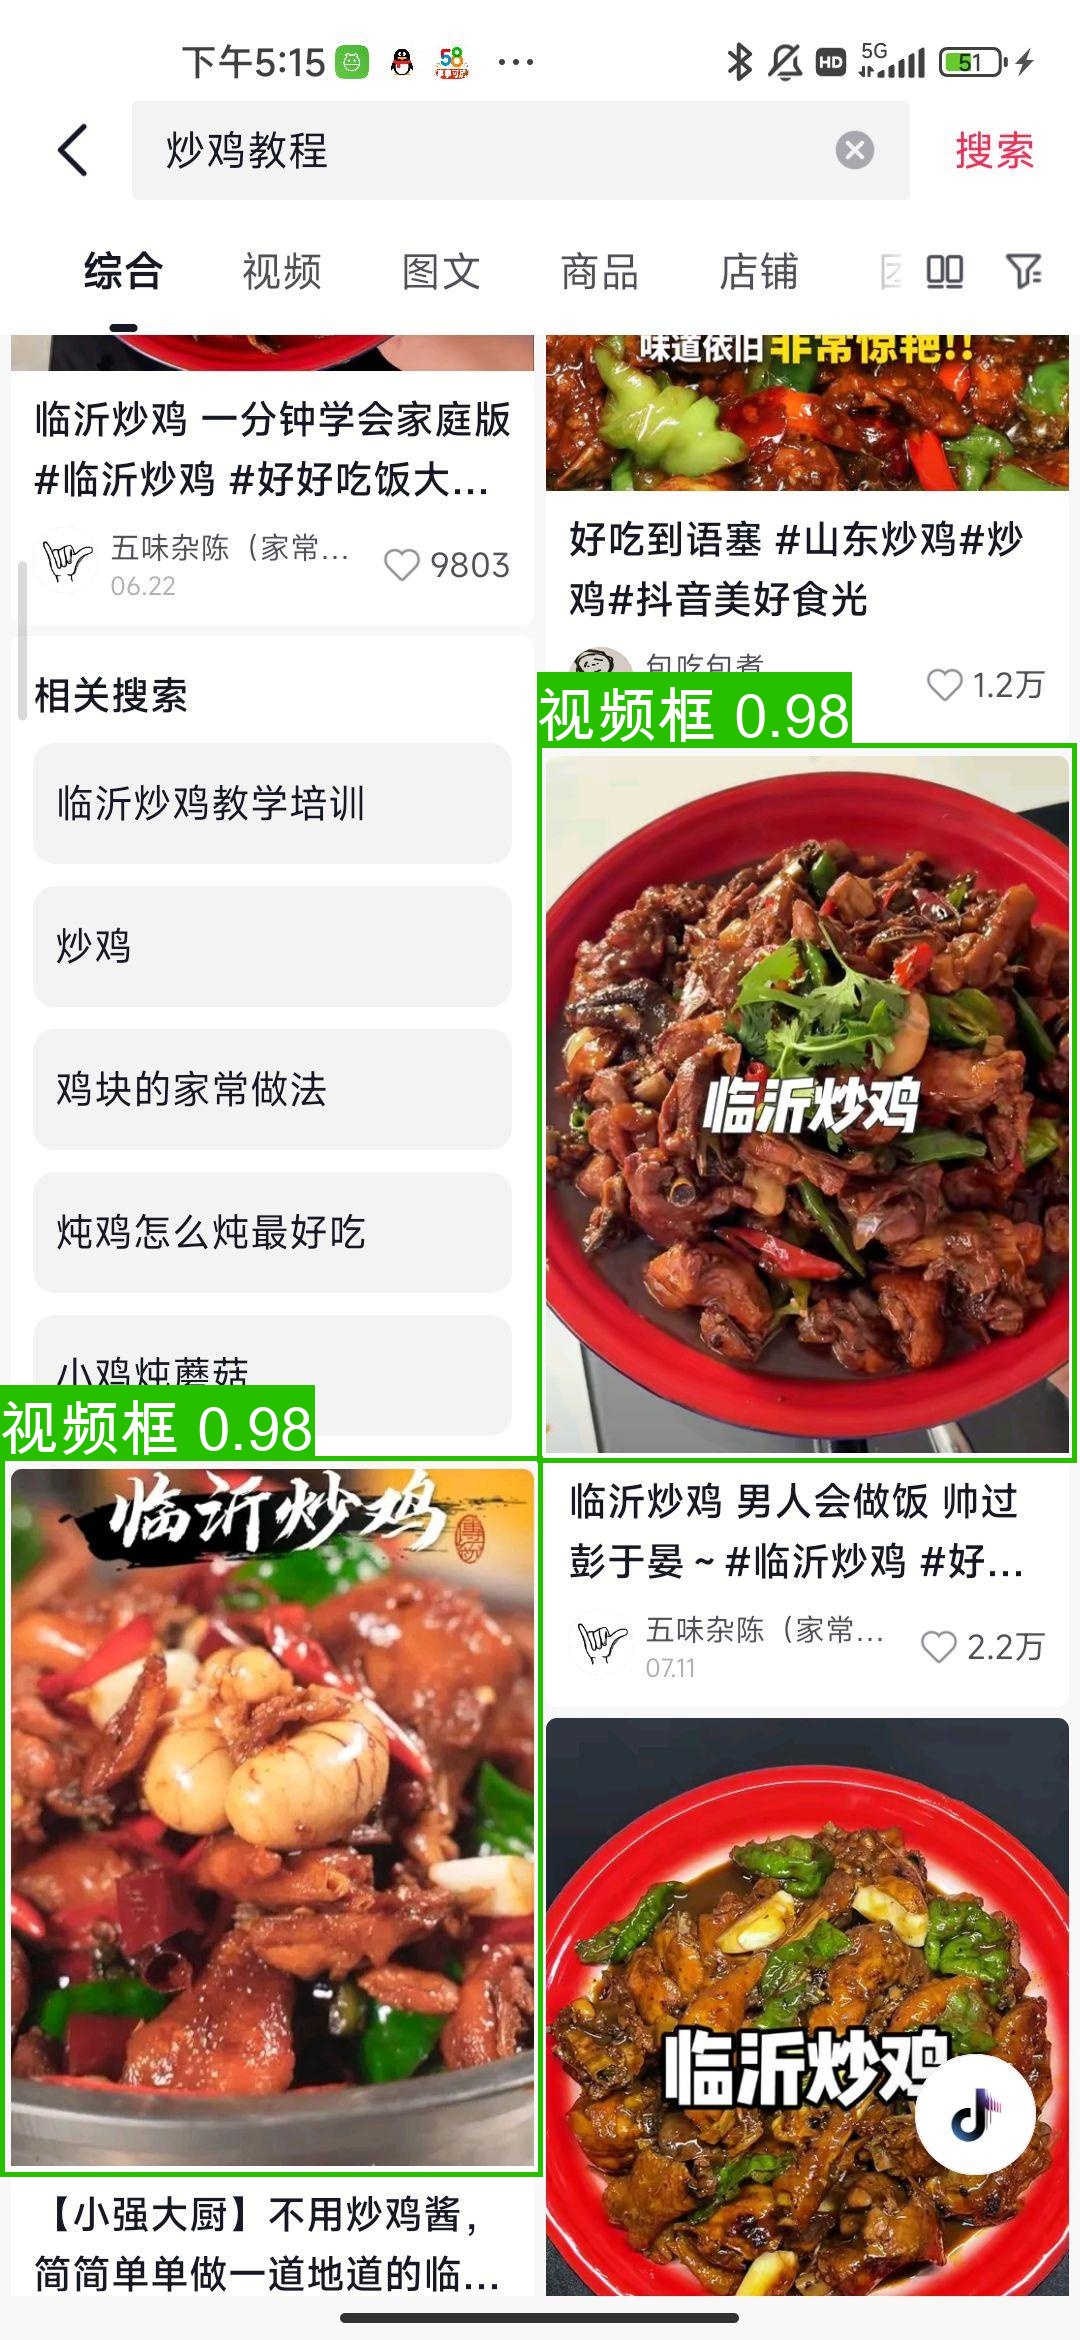 下午5:15
58
...
HD
5G
51
炒鸡教程
搜索
综合
视频
图文
商品
店铺
味道依旧 非常惊艳!!
临沂炒鸡 一分钟学会家庭版
#临沂炒鸡 #好好吃饭大...
五味杂陈（家常...
06.22
9803
好吃到语塞 #山东炒鸡#炒
鸡#抖音美好食光
包吃包煮
1.2万
相关搜索
临沂炒鸡教学培训
炒鸡
鸡块的家常做法
炖鸡怎么炖最好吃
小鸡炖蘑菇
视频框 0.98
临沂炒鸡
临沂炒鸡 男人会做饭 帅过
彭于晏～#临沂炒鸡 #好...
五味杂陈（家常...
07.11
2.2万
视频框 0.98
临沂炒鸡
【小强大厨】不用炒鸡酱，
简简单单做一道地道的临...
临沂炒鸡